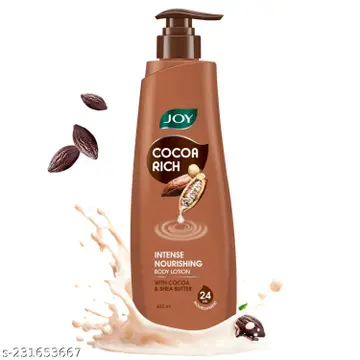 JOY
COCOA
RICH
INTENSE
NOURISHING
BODY LOTION
WITH COCOA
& SHEA BUTTER
24
s-231653667